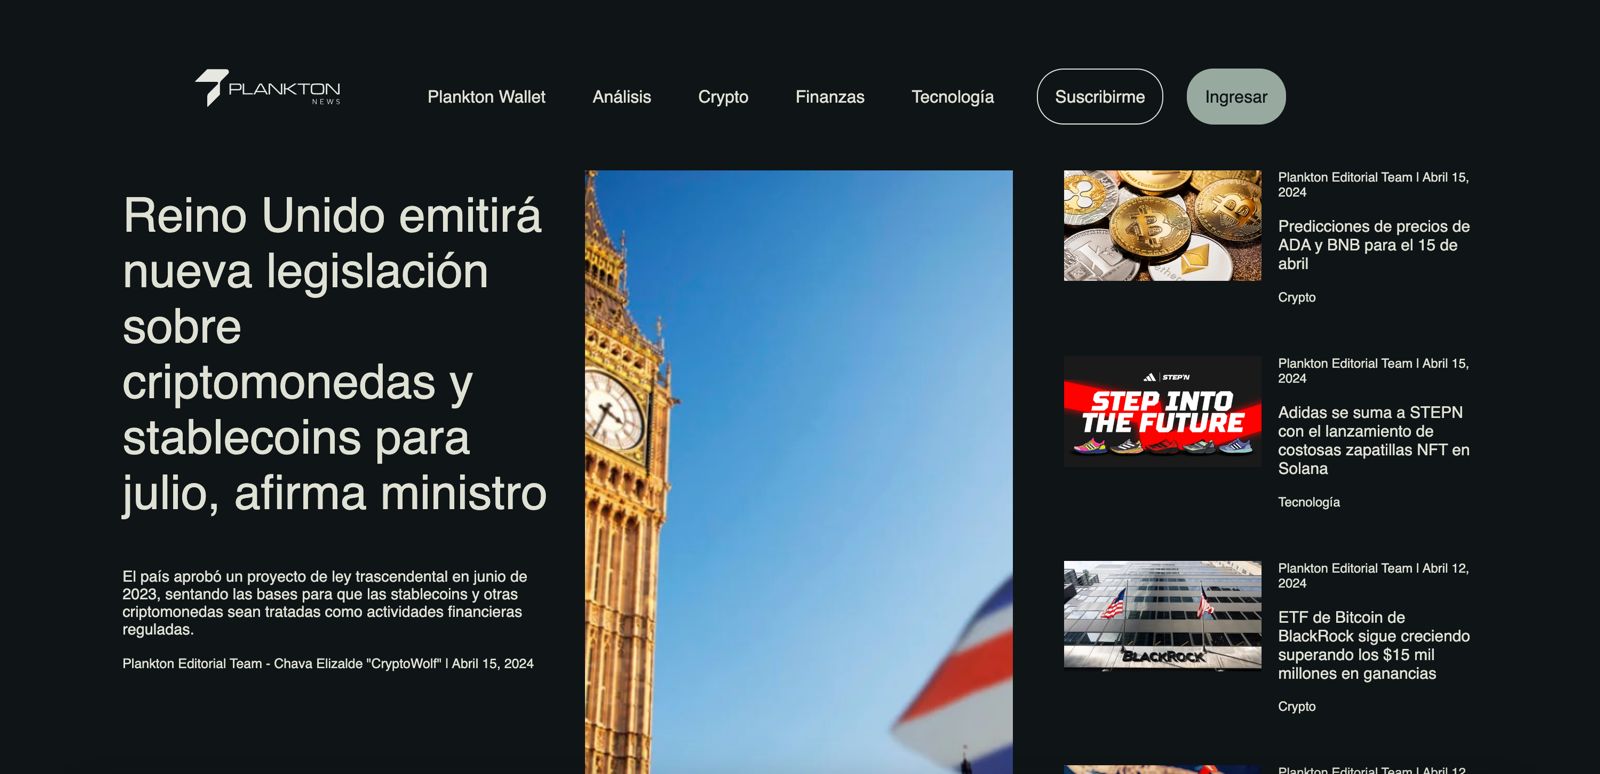 PLANKTON
NEWS
Plankton Wallet
Análisis
Crypto
Finanzas
Tecnología
Suscribirme
Ingresar
Reino Unido emitirá
nueva legislación
sobre
criptomonedas y
stablecoins para
julio, afirma ministro
El país aprobó un proyecto de ley trascendental en junio de
2023, sentando las bases para que las stablecoins y otras
criptomonedas sean tratadas como actividades financieras
reguladas.
Plankton Editorial Team - Chava Elizalde "CryptoWolf" | Abril 15, 2024
Plankton Editorial Team | Abril 15,
2024
Predicciones de precios de
ADA y BNB para el 15 de
abril
Crypto
STEP'N
STEP INTO
THE FUTURE
Plankton Editorial Team | Abril 15,
2024
Adidas se suma a STEPN
con el lanzamiento de
costosas zapatillas NFT en
Solana
Tecnología
BLACKROCK
Plankton Editorial Team | Abril 12,
2024
ETF de Bitcoin de
BlackRock sigue creciendo
superando los $15 mil
millones en ganancias
Crypto
Plankton Editorial Team | Abril 12